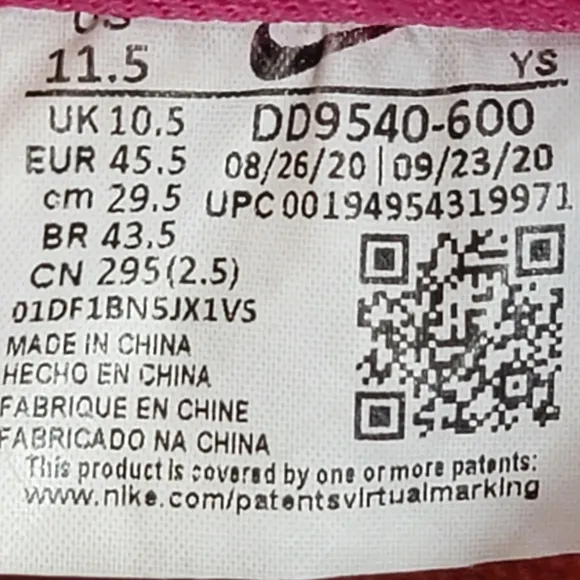 US
11.5 YS
UK 10.5 DD9540-600
EUR 45.5 08/26/20 | 09/23/20
cm 29.5 UPC 00194954319971
BR 43.5
CN 295(2.5)
01DF1BN5JX1VS
MADE IN CHINA
HECHO EN CHINA
FABRIQUE EN CHINE
FABRICADO NA CHINA
This product is covered by one or more patents:
www.nike.com/patentsvirtualmarking